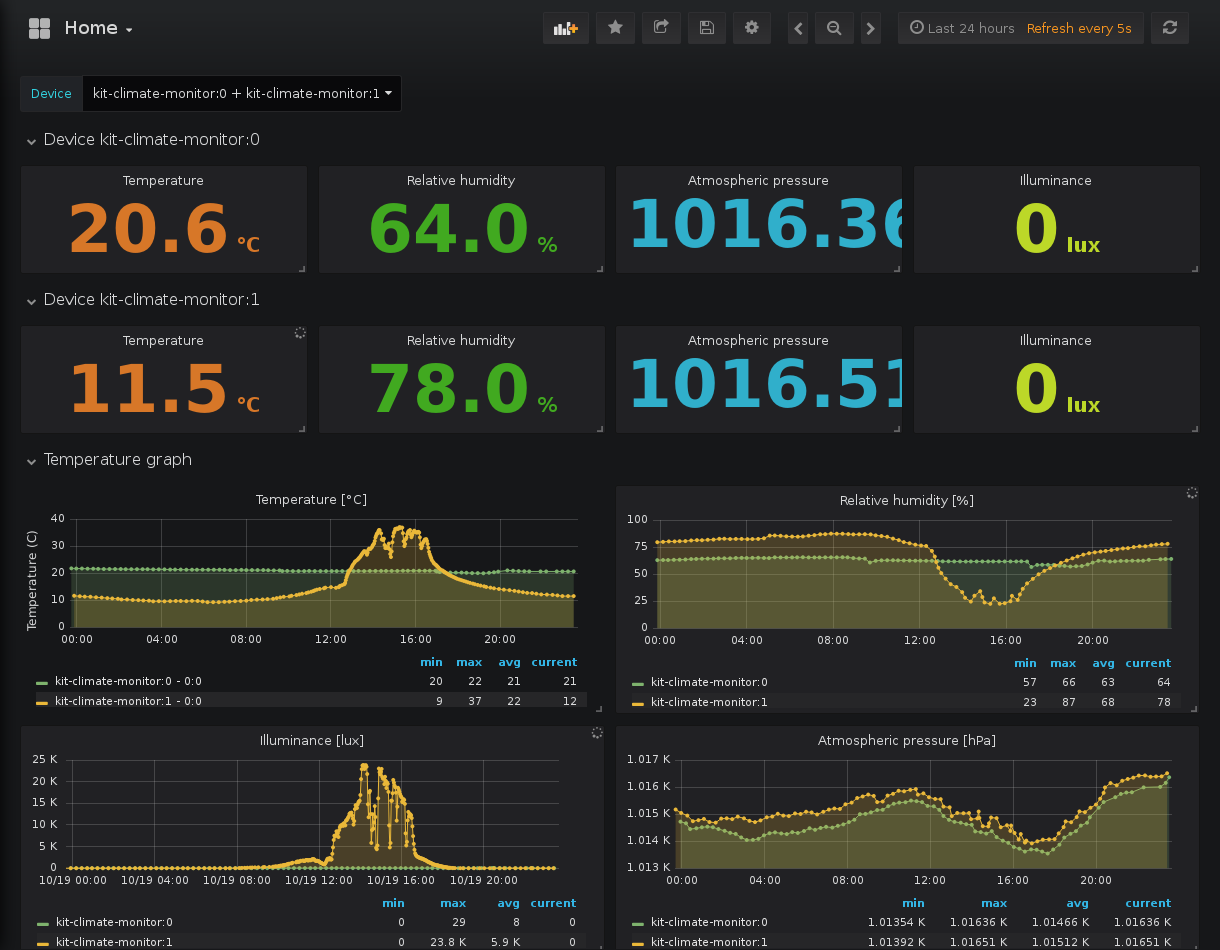 Home
Last 24 hours Refresh every 5s
Device kit-climate-monitor:0 + kit-climate-monitor:1
Device kit-climate-monitor:0
Temperature Relative humidity Atmospheric pressure Illuminance
20.6 °C 64.0 % 1016.36 0 lux
Device kit-climate-monitor:1
Temperature Relative humidity Atmospheric pressure Illuminance
11.5 °C 78.0 % 1016.51 0 lux
Temperature graph
Temperature [°C]
Temperature (C)
40
30
20
10
0
00:00 04:00 08:00 12:00 16:00 20:00
min max avg current
kit-climate-monitor:0 - 0:0 20 22 21 21
kit-climate-monitor:1 - 0:0 9 37 22 12
Relative humidity [%]
100
75
50
25
0
00:00 04:00 08:00 12:00 16:00 20:00
min max avg current
kit-climate-monitor:0 57 66 63 64
kit-climate-monitor:1 23 87 68 78
Illuminance [lux]
25 K
20 K
15 K
10 K
5 K
0
10/19 00:00 10/19 04:00 10/19 08:00 10/19 12:00 10/19 16:00 10/19 20:00
min max avg current
kit-climate-monitor:0 0 29 8 0
kit-climate-monitor:1 0 23.8 K 5.9 K 0
Atmospheric pressure [hPa]
1.017 K
1.016 K
1.015 K
1.014 K
1.013 K
00:00 04:00 08:00 12:00 16:00 20:00
min max avg current
kit-climate-monitor:0 1.01354 K 1.01636 K 1.01466 K 1.01636 K
kit-climate-monitor:1 1.01392 K 1.01651 K 1.01512 K 1.01651 K